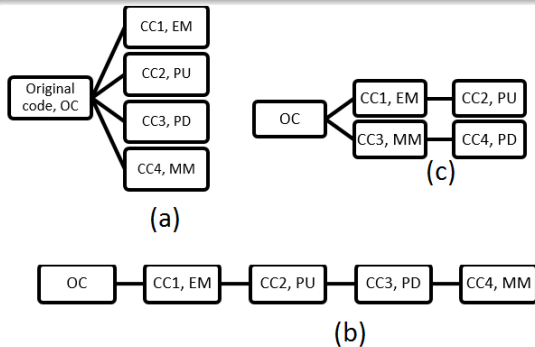 CC1, EM
Original
code, OC
CC2, PU
CC3, PD
CC4, MM
(a)
OC
CC1, EM
CC2, PU
CC3, MM
CC4, PD
(c)
OC
CC1, EM
CC2, PU
CC3, PD
CC4, MM
(b)